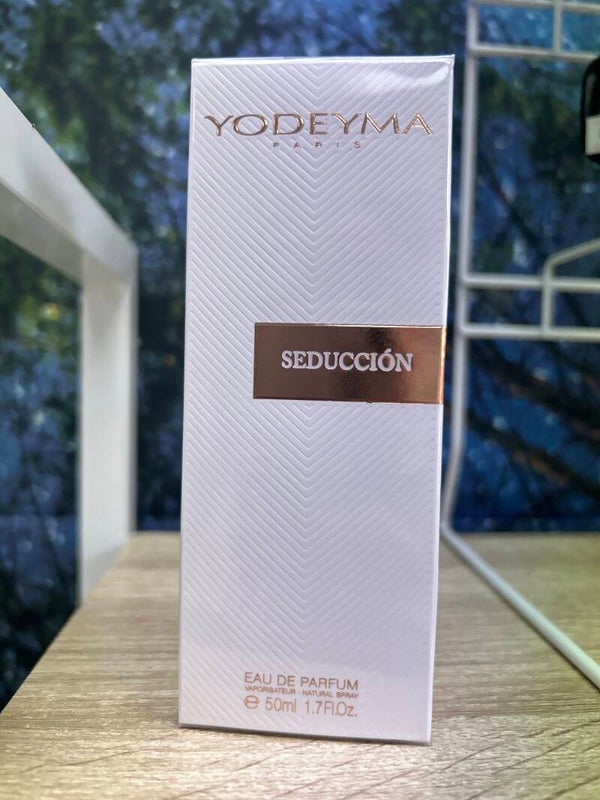 YODEYMA
PARIS
SEDUCCIÓN
EAU DE PARFUM
VAPORISATEUR - NATURAL SPRAY
℮ 50ml 1.7Fl.Oz.